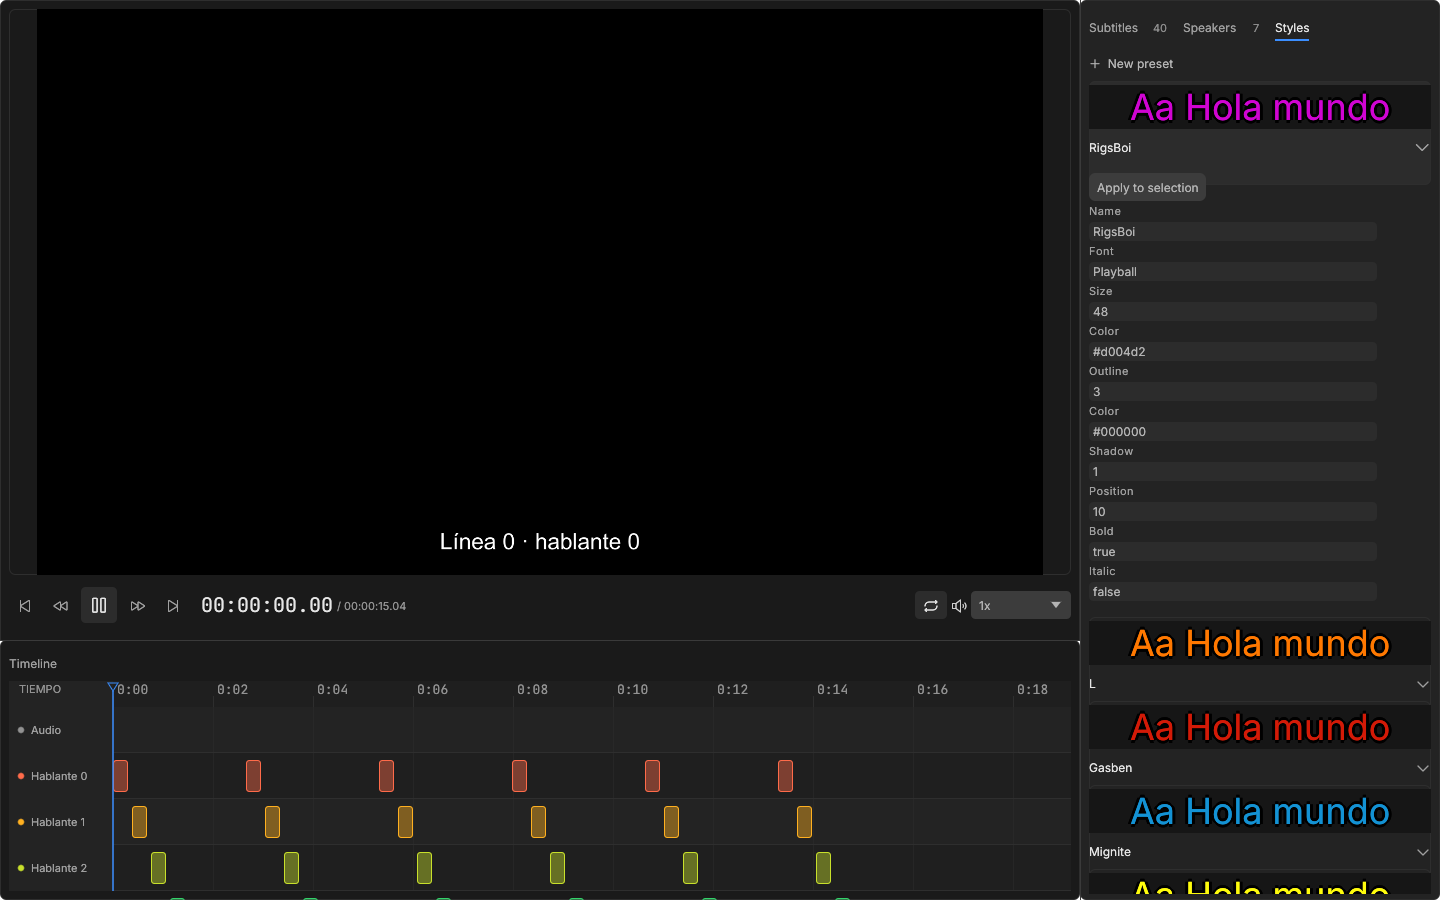 Subtitles 40 Speakers 7 Styles
+ New preset
Aa Hola mundo
RigsBoi
Apply to selection
Name
RigsBoi
Font
Playball
Size
48
Color
#d004d2
Outline
3
Color
#000000
Shadow
1
Position
10
Bold
true
Italic
false
Aa Hola mundo
L
Aa Hola mundo
Gasben
Aa Hola mundo
Mignite
Aa Hola mundo
Línea 0 · hablante 0
00:00:00.00 / 00:00:15.04
1x
Timeline
TIEMPO 0:00 0:02 0:04 0:06 0:08 0:10 0:12 0:14 0:16 0:18
Audio
Hablante 0
Hablante 1
Hablante 2